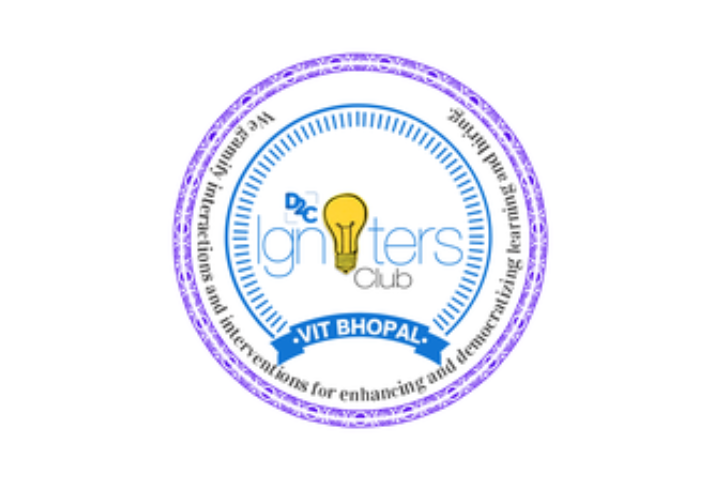 We gamify interactions and interventions for enhancing and democratizing learning and hiring.
D2C
Igniters
Club
VIT BHOPAL